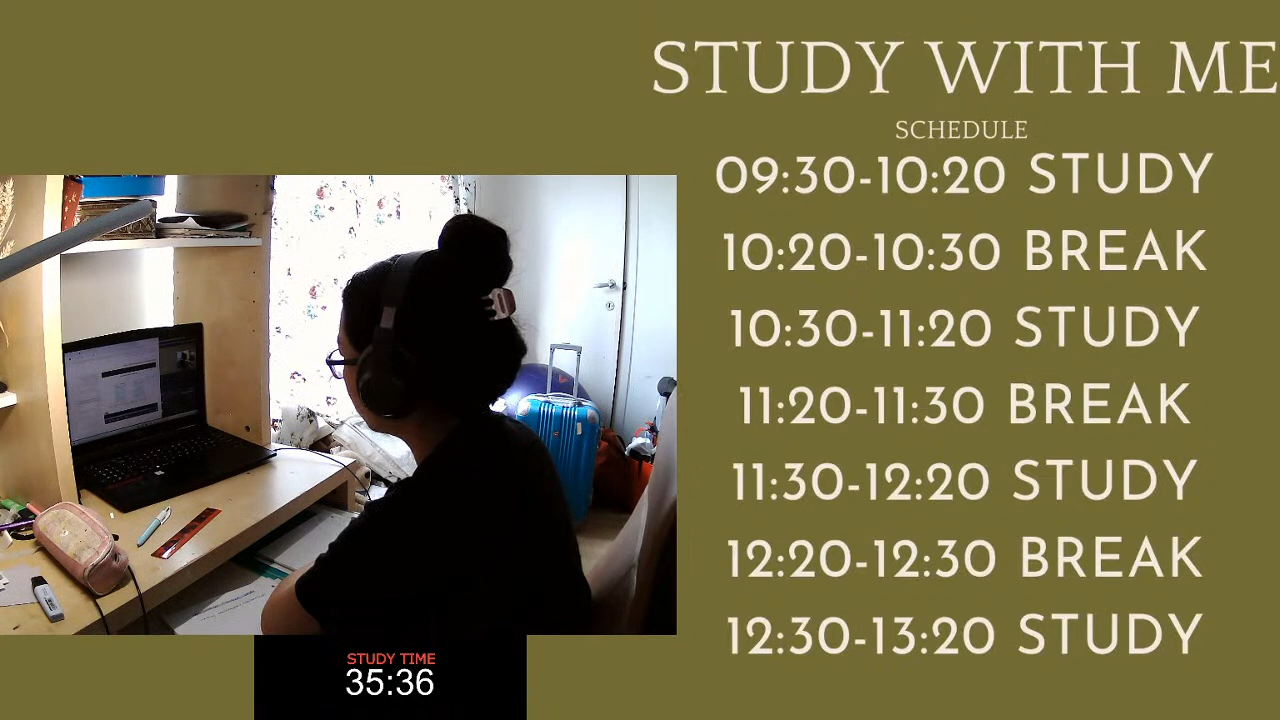 STUDY WITH ME
SCHEDULE
09:30-10:20 STUDY
10:20-10:30 BREAK
10:30-11:20 STUDY
11:20-11:30 BREAK
11:30-12:20 STUDY
12:20-12:30 BREAK
12:30-13:20 STUDY
STUDY TIME
35:36